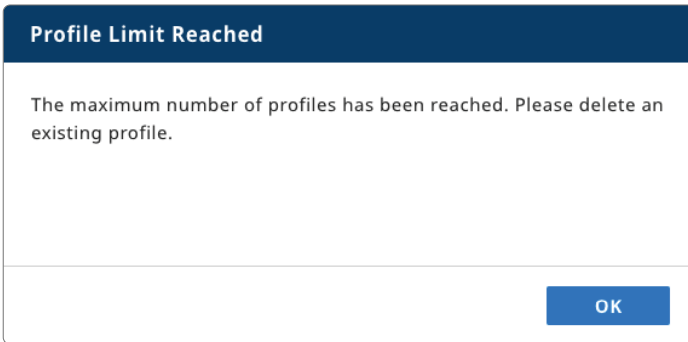 Profile Limit Reached
The maximum number of profiles has been reached. Please delete an
existing profile.
OK